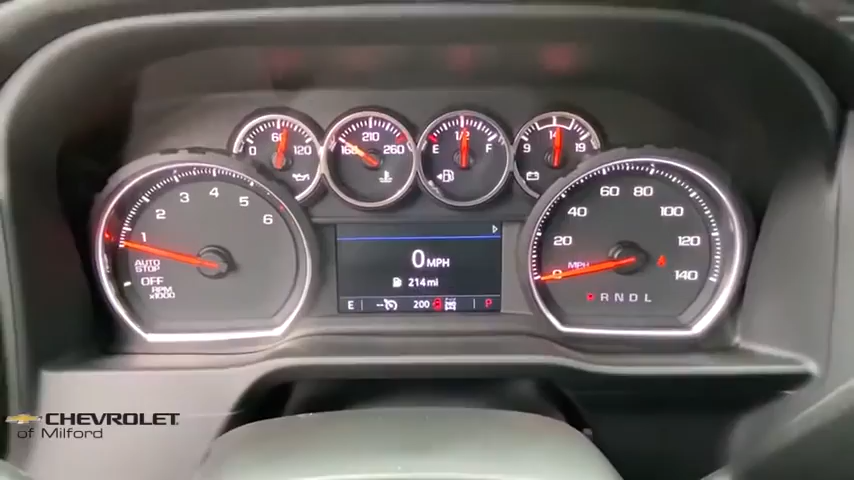 0 60 120
160 210 260
E 1/2 F
9 14 19
1 2 3 4 5 6
AUTO
STOP
OFF
RPM
x1000
0 MPH
214 mi
E -- 200 P
0 20 40 60 80 100 120 140
MPH
P R N D L
CHEVROLET
of Milford